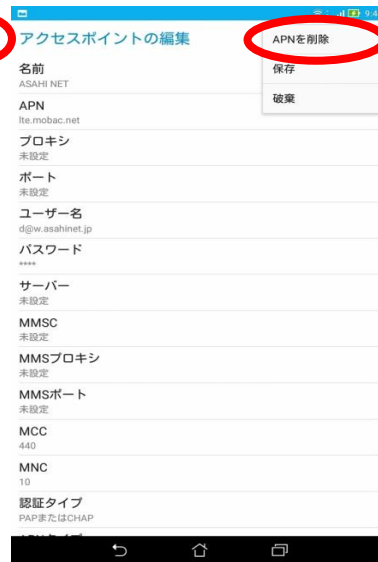 9:4
アクセスポイントの編集
APNを削除
保存
破棄
名前
ASAHI NET
APN
lte.mobac.net
プロキシ
未設定
ポート
未設定
ユーザー名
d@w.asahinet.jp
パスワード
****
サーバー
未設定
MMSC
未設定
MMSプロキシ
未設定
MMSポート
未設定
MCC
440
MNC
10
認証タイプ
PAPまたはCHAP